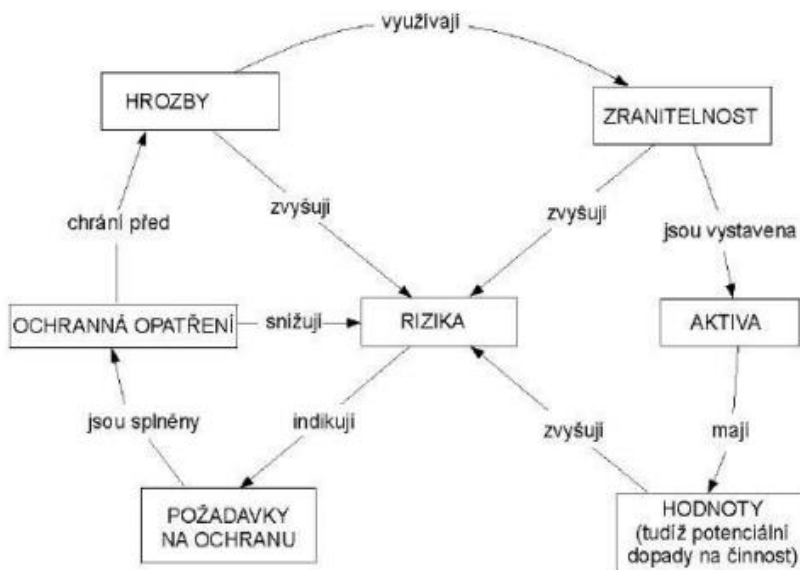 využívají
HROZBY
ZRANITELNOST
chrání před
zvyšují
zvyšují
jsou vystavena
OCHRANNÁ OPATŘENÍ
snižují
RIZIKA
AKTIVA
jsou splněny
indikují
zvyšují
mají
POŽADAVKY
NA OCHRANU
HODNOTY
(tudíž potenciální
dopady na činnost)